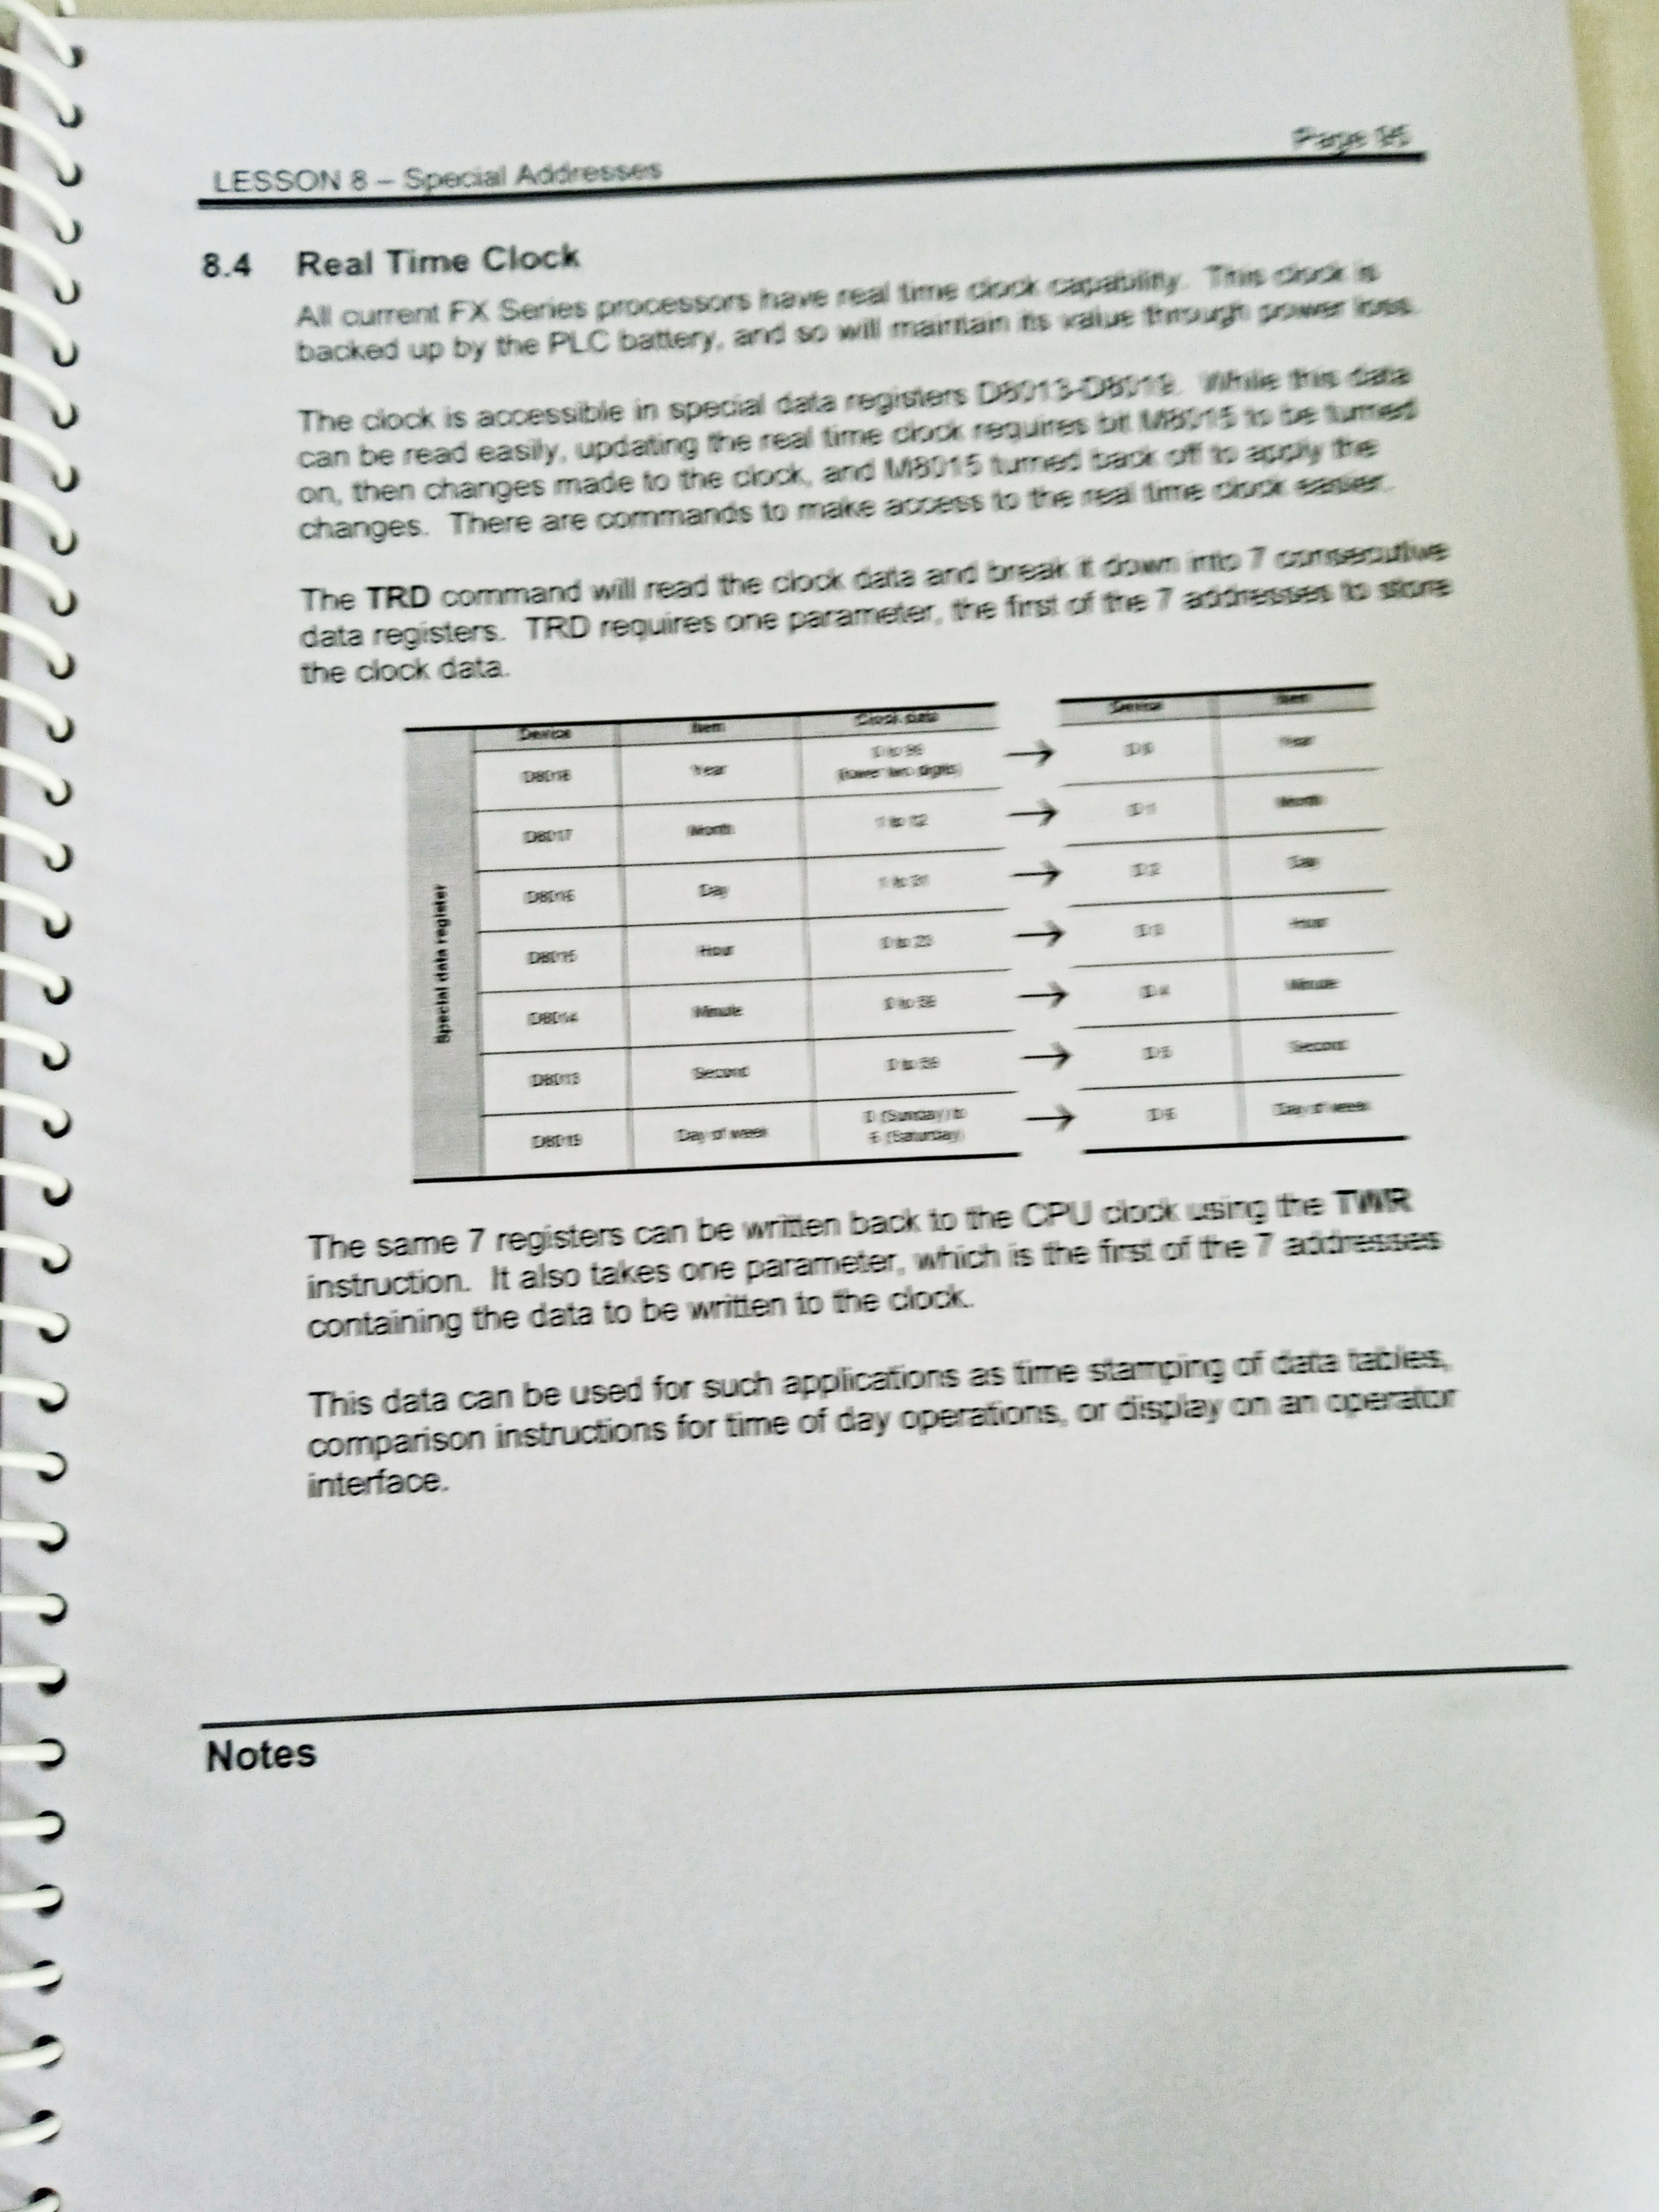 LESSON 8 – Special Addresses
Page 95
8.4 Real Time Clock
All current FX Series processors have real time clock capability. This clock is
backed up by the PLC battery, and so will maintain its value through power loss.
The clock is accessible in special data registers D8013-D8019. While this data
can be read easily, updating the real time clock requires bit M8015 to be turned
on, then changes made to the clock, and M8015 turned back off to apply the
changes. There are commands to make access to the real time clock easier.
The TRD command will read the clock data and break it down into 7 consecutive
data registers. TRD requires one parameter, the first of the 7 addresses to store
the clock data.
Special data register
Device Item Clock data Device Item
D8018 Year 0 to 99 (lower two digits) → D 0 Year
D8017 Month 1 to 12 → D 1 Month
D8016 Day 1 to 31 → D 2 Day
D8015 Hour 0 to 23 → D 3 Hour
D8014 Minute 0 to 59 → D 4 Minute
D8013 Second 0 to 59 → D 5 Second
D8019 Day of week 0 (Sunday) to 6 (Saturday) → D 6 Day of week
The same 7 registers can be written back to the CPU clock using the TWR
instruction. It also takes one parameter, which is the first of the 7 addresses
containing the data to be written to the clock.
This data can be used for such applications as time stamping of data tables,
comparison instructions for time of day operations, or display on an operator
interface.
Notes